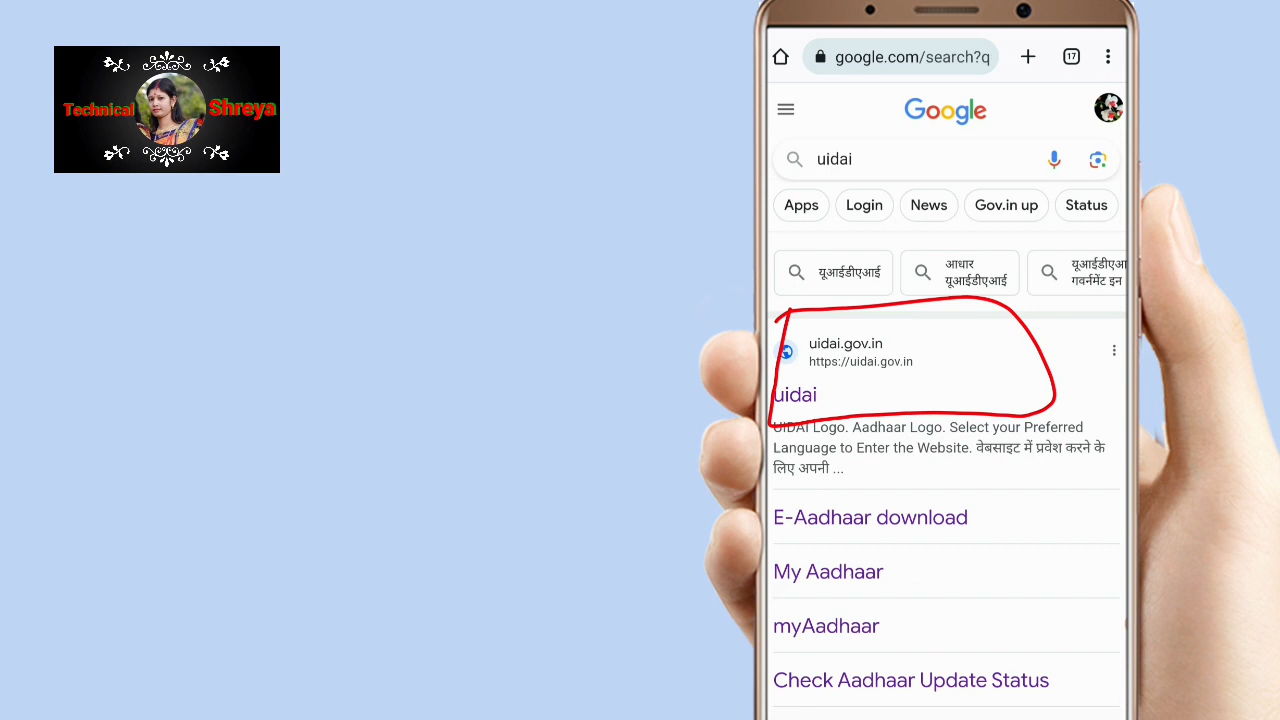 Technical Shreya
google.com/search?q
17
Google
uidai
Apps
Login
News
Gov.in up
Status
यूआईडीएआई
आधार
यूआईडीएआई
यूआईडीएआ
गवर्नमेंट इन
uidai.gov.in
https://uidai.gov.in
uidai
UIDAI Logo. Aadhaar Logo. Select your Preferred
Language to Enter the Website. वेबसाइट में प्रवेश करने के
लिए अपनी ...
E-Aadhaar download
My Aadhaar
myAadhaar
Check Aadhaar Update Status